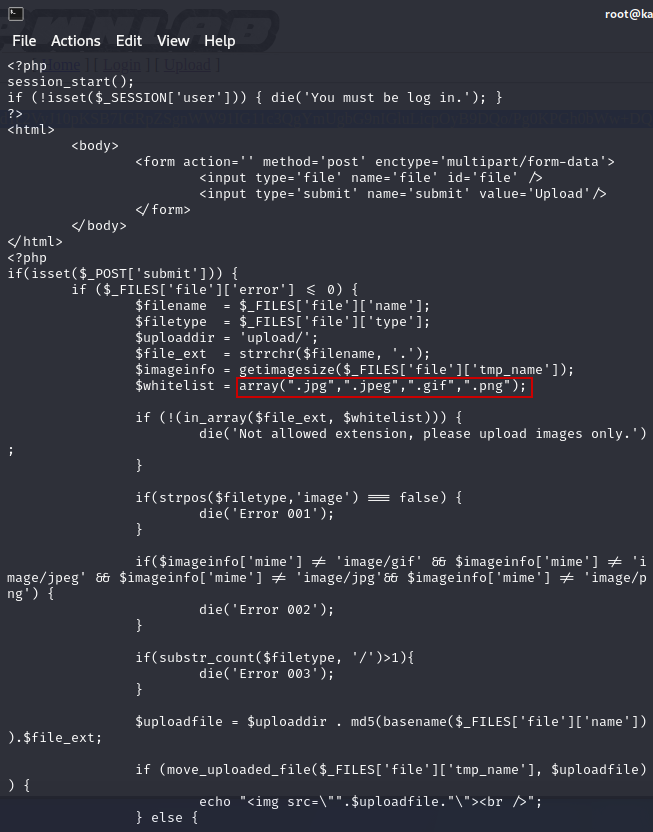 PWNLAB
root@ka
File Actions Edit View Help
[ Home ] [ Login ] [ Upload ]
<?php
session_start();
if (!isset($_SESSION['user'])) { die('You must be log in.'); }
?>
<html>
<body>
<form action='' method='post' enctype='multipart/form-data'>
<input type='file' name='file' id='file' />
<input type='submit' name='submit' value='Upload'/>
</form>
</body>
</html>
<?php
if(isset($_POST['submit'])) {
if ($_FILES['file']['error'] <= 0) {
$filename = $_FILES['file']['name'];
$filetype = $_FILES['file']['type'];
$uploaddir = 'upload/';
$file_ext = strrchr($filename, '.');
$imageinfo = getimagesize($_FILES['file']['tmp_name']);
$whitelist = array(".jpg",".jpeg",".gif",".png");
if (!(in_array($file_ext, $whitelist))) {
die('Not allowed extension, please upload images only.')
;
}
if(strpos($filetype,'image') === false) {
die('Error 001');
}
if($imageinfo['mime'] != 'image/gif' && $imageinfo['mime'] != 'i
mage/jpeg' && $imageinfo['mime'] != 'image/jpg'&& $imageinfo['mime'] != 'image/p
ng') {
die('Error 002');
}
if(substr_count($filetype, '/')>1){
die('Error 003');
}
$uploadfile = $uploaddir . md5(basename($_FILES['file']['name'])
).$file_ext;
if (move_uploaded_file($_FILES['file']['tmp_name'], $uploadfile)
) {
echo "<img src=\"".$uploadfile."\"><br />";
} else {